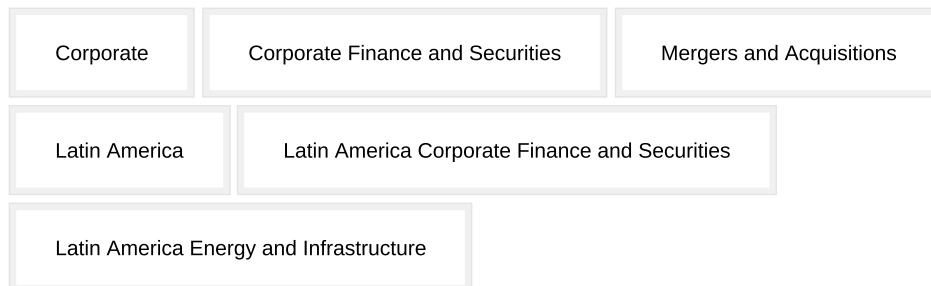 Corporate Corporate Finance and Securities Mergers and Acquisitions
Latin America Latin America Corporate Finance and Securities
Latin America Energy and Infrastructure